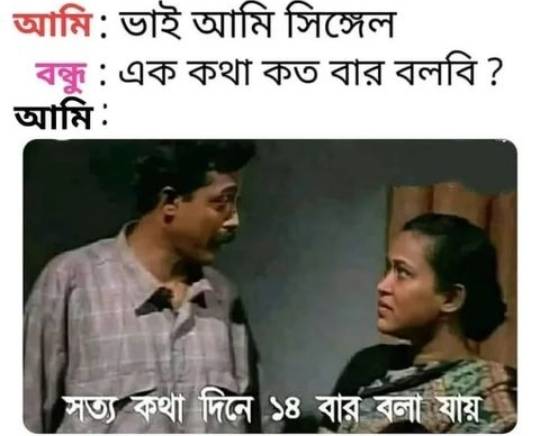 আমি : ভাই আমি সিঙ্গেল
বন্ধু : এক কথা কত বার বলবি ?
আমি :
সত্য কথা দিনে ১৪ বার বলা যায়